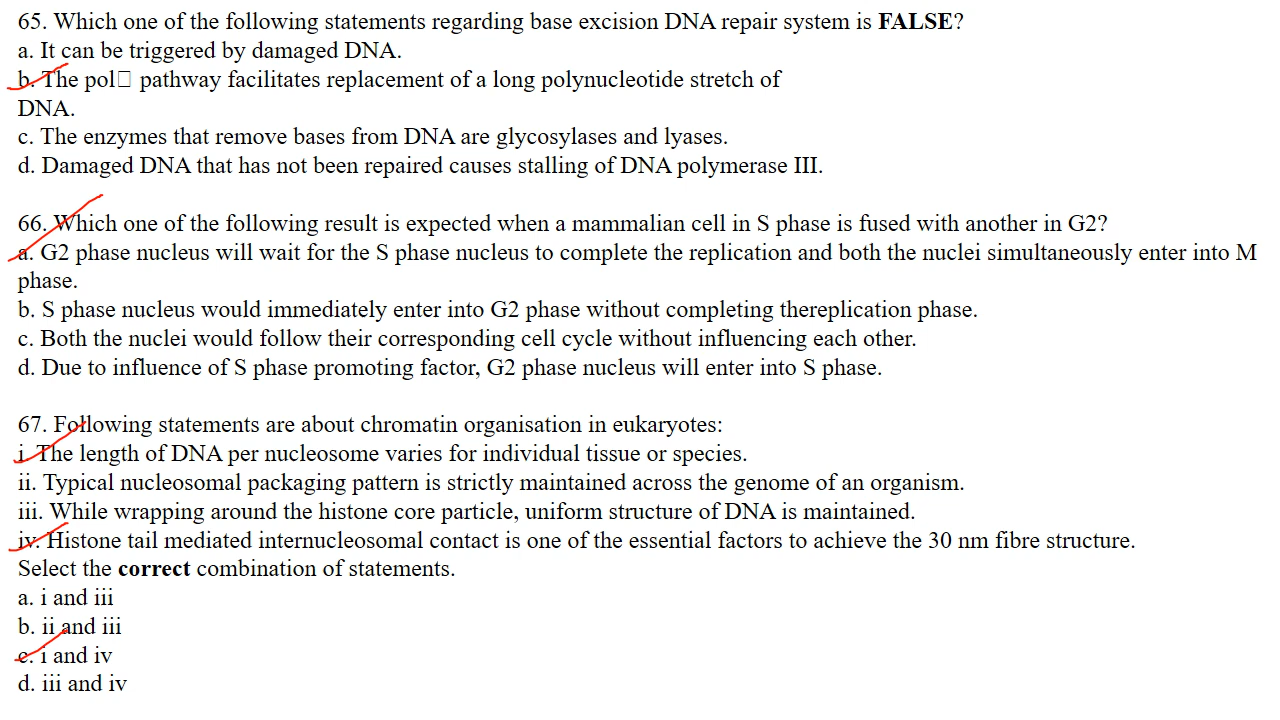 65. Which one of the following statements regarding base excision DNA repair system is FALSE?
a. It can be triggered by damaged DNA.
b. The pol□ pathway facilitates replacement of a long polynucleotide stretch of
DNA.
c. The enzymes that remove bases from DNA are glycosylases and lyases.
d. Damaged DNA that has not been repaired causes stalling of DNA polymerase III.
66. Which one of the following result is expected when a mammalian cell in S phase is fused with another in G2?
a. G2 phase nucleus will wait for the S phase nucleus to complete the replication and both the nuclei simultaneously enter into M
phase.
b. S phase nucleus would immediately enter into G2 phase without completing thereplication phase.
c. Both the nuclei would follow their corresponding cell cycle without influencing each other.
d. Due to influence of S phase promoting factor, G2 phase nucleus will enter into S phase.
67. Following statements are about chromatin organisation in eukaryotes:
i. The length of DNA per nucleosome varies for individual tissue or species.
ii. Typical nucleosomal packaging pattern is strictly maintained across the genome of an organism.
iii. While wrapping around the histone core particle, uniform structure of DNA is maintained.
iv. Histone tail mediated internucleosomal contact is one of the essential factors to achieve the 30 nm fibre structure.
Select the correct combination of statements.
a. i and iii
b. ii and iii
c. i and iv
d. iii and iv